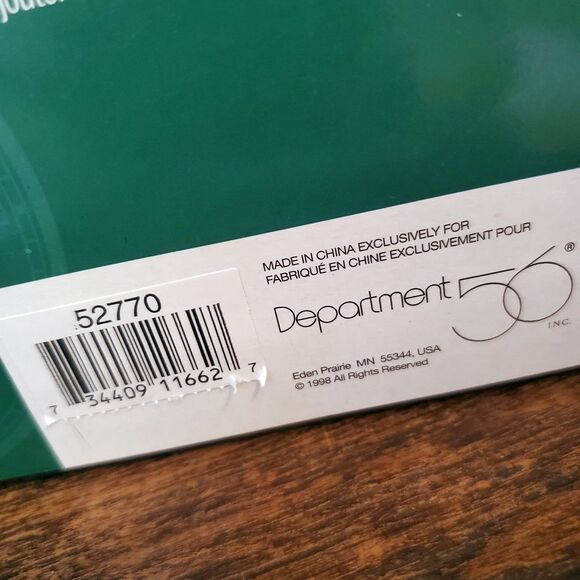 52770
7 34409 11662 7
MADE IN CHINA EXCLUSIVELY FOR
FABRIQUÉ EN CHINE EXCLUSIVEMENT POUR
Department 56®
INC.
Eden Prairie MN 55344, USA
© 1998 All Rights Reserved